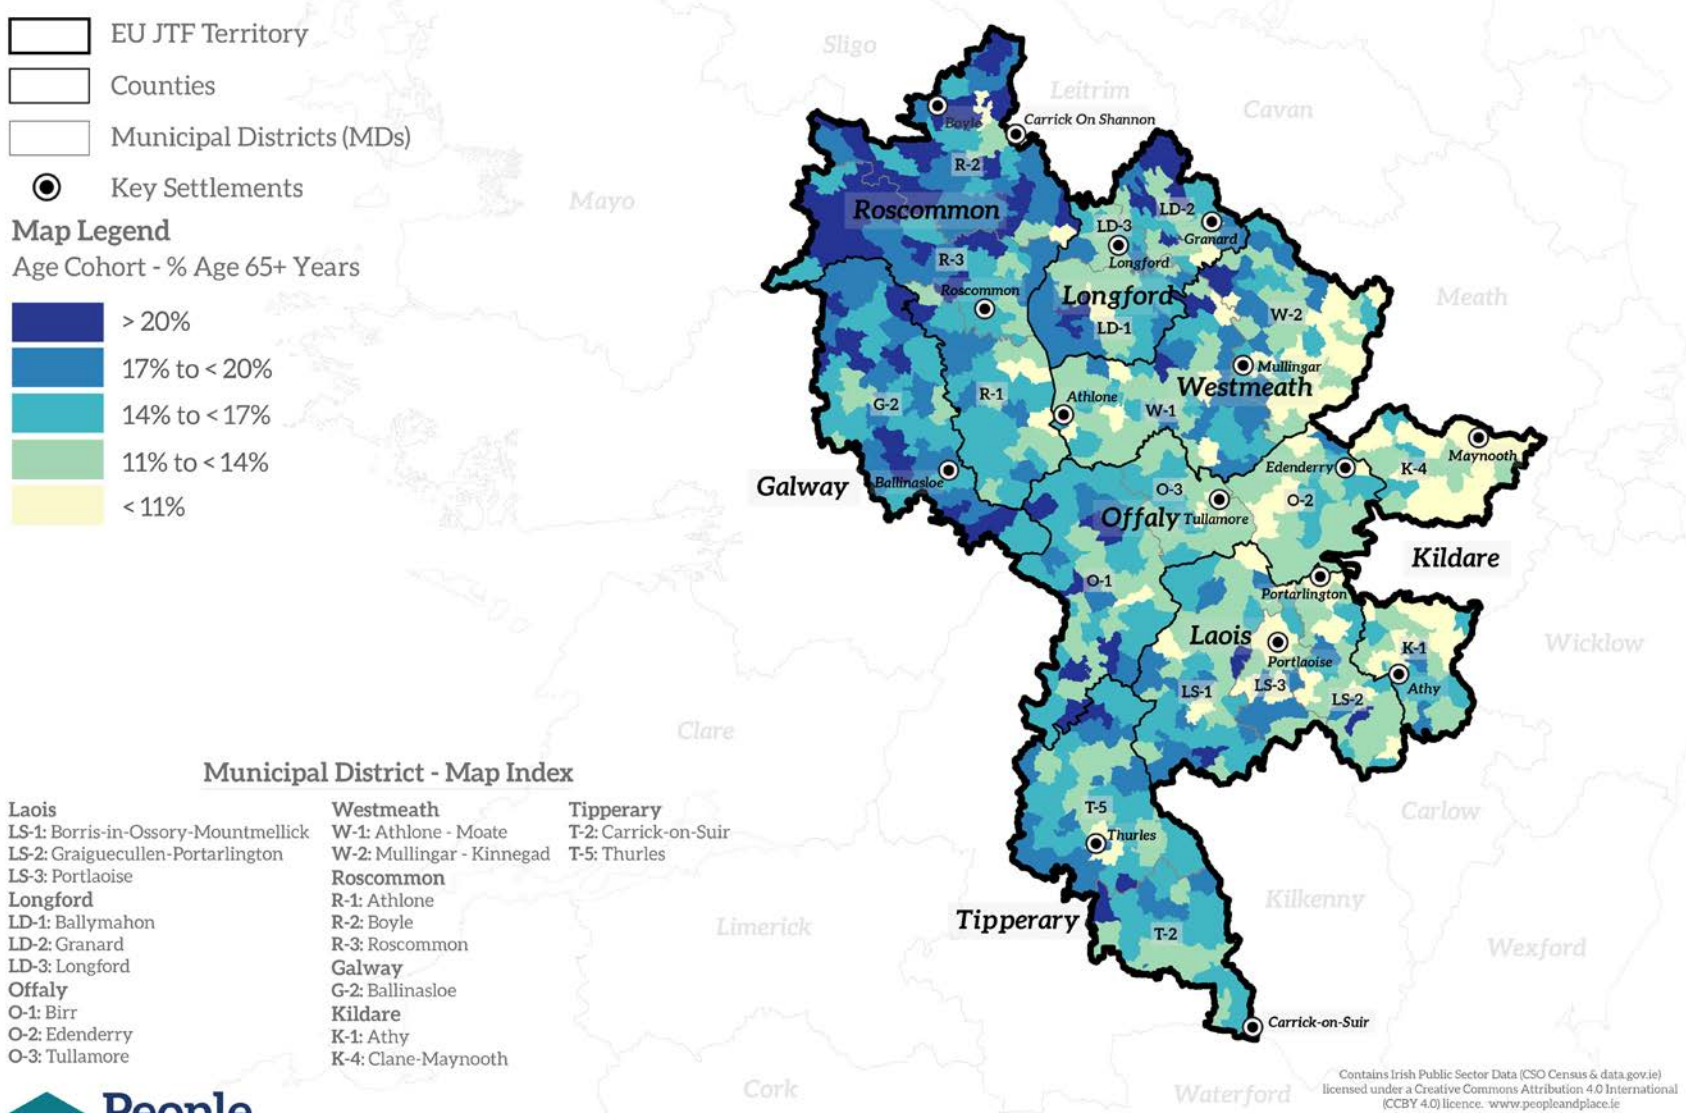 EU JTF Territory
Counties
Municipal Districts (MDs)
Key Settlements
Map Legend
Age Cohort - % Age 65+ Years
> 20%
17% to < 20%
14% to < 17%
11% to < 14%
< 11%
Sligo
Leitrim
Cavan
Mayo
Meath
Clare
Wicklow
Carlow
Limerick
Kilkenny
Wexford
Cork
Waterford
Boyle
Carrick On Shannon
R-2
Roscommon
LD-2
LD-3
Granard
Longford
R-3
Roscommon
Longford
LD-1
W-2
Mullingar
Westmeath
G-2
R-1
Athlone
W-1
Maynooth
K-4
Edenderry
Galway
Ballinasloe
O-3
O-2
Offaly
Tullamore
Kildare
O-1
Portarlington
Laois
Portlaoise
K-1
Athy
LS-1
LS-3
LS-2
T-5
Thurles
Tipperary
T-2
Carrick-on-Suir
Municipal District - Map Index
Laois
LS-1: Borris-in-Ossory-Mountmellick
LS-2: Graiguecullen-Portarlington
LS-3: Portlaoise
Longford
LD-1: Ballymahon
LD-2: Granard
LD-3: Longford
Offaly
O-1: Birr
O-2: Edenderry
O-3: Tullamore
Westmeath
W-1: Athlone - Moate
W-2: Mullingar - Kinnegad
Roscommon
R-1: Athlone
R-2: Boyle
R-3: Roscommon
Galway
G-2: Ballinasloe
Kildare
K-1: Athy
K-4: Clane-Maynooth
Tipperary
T-2: Carrick-on-Suir
T-5: Thurles
People
Contains Irish Public Sector Data (CSO Census & data.gov.ie)
licensed under a Creative Commons Attribution 4.0 International
(CCBY 4.0) licence. www.peopleandplace.ie